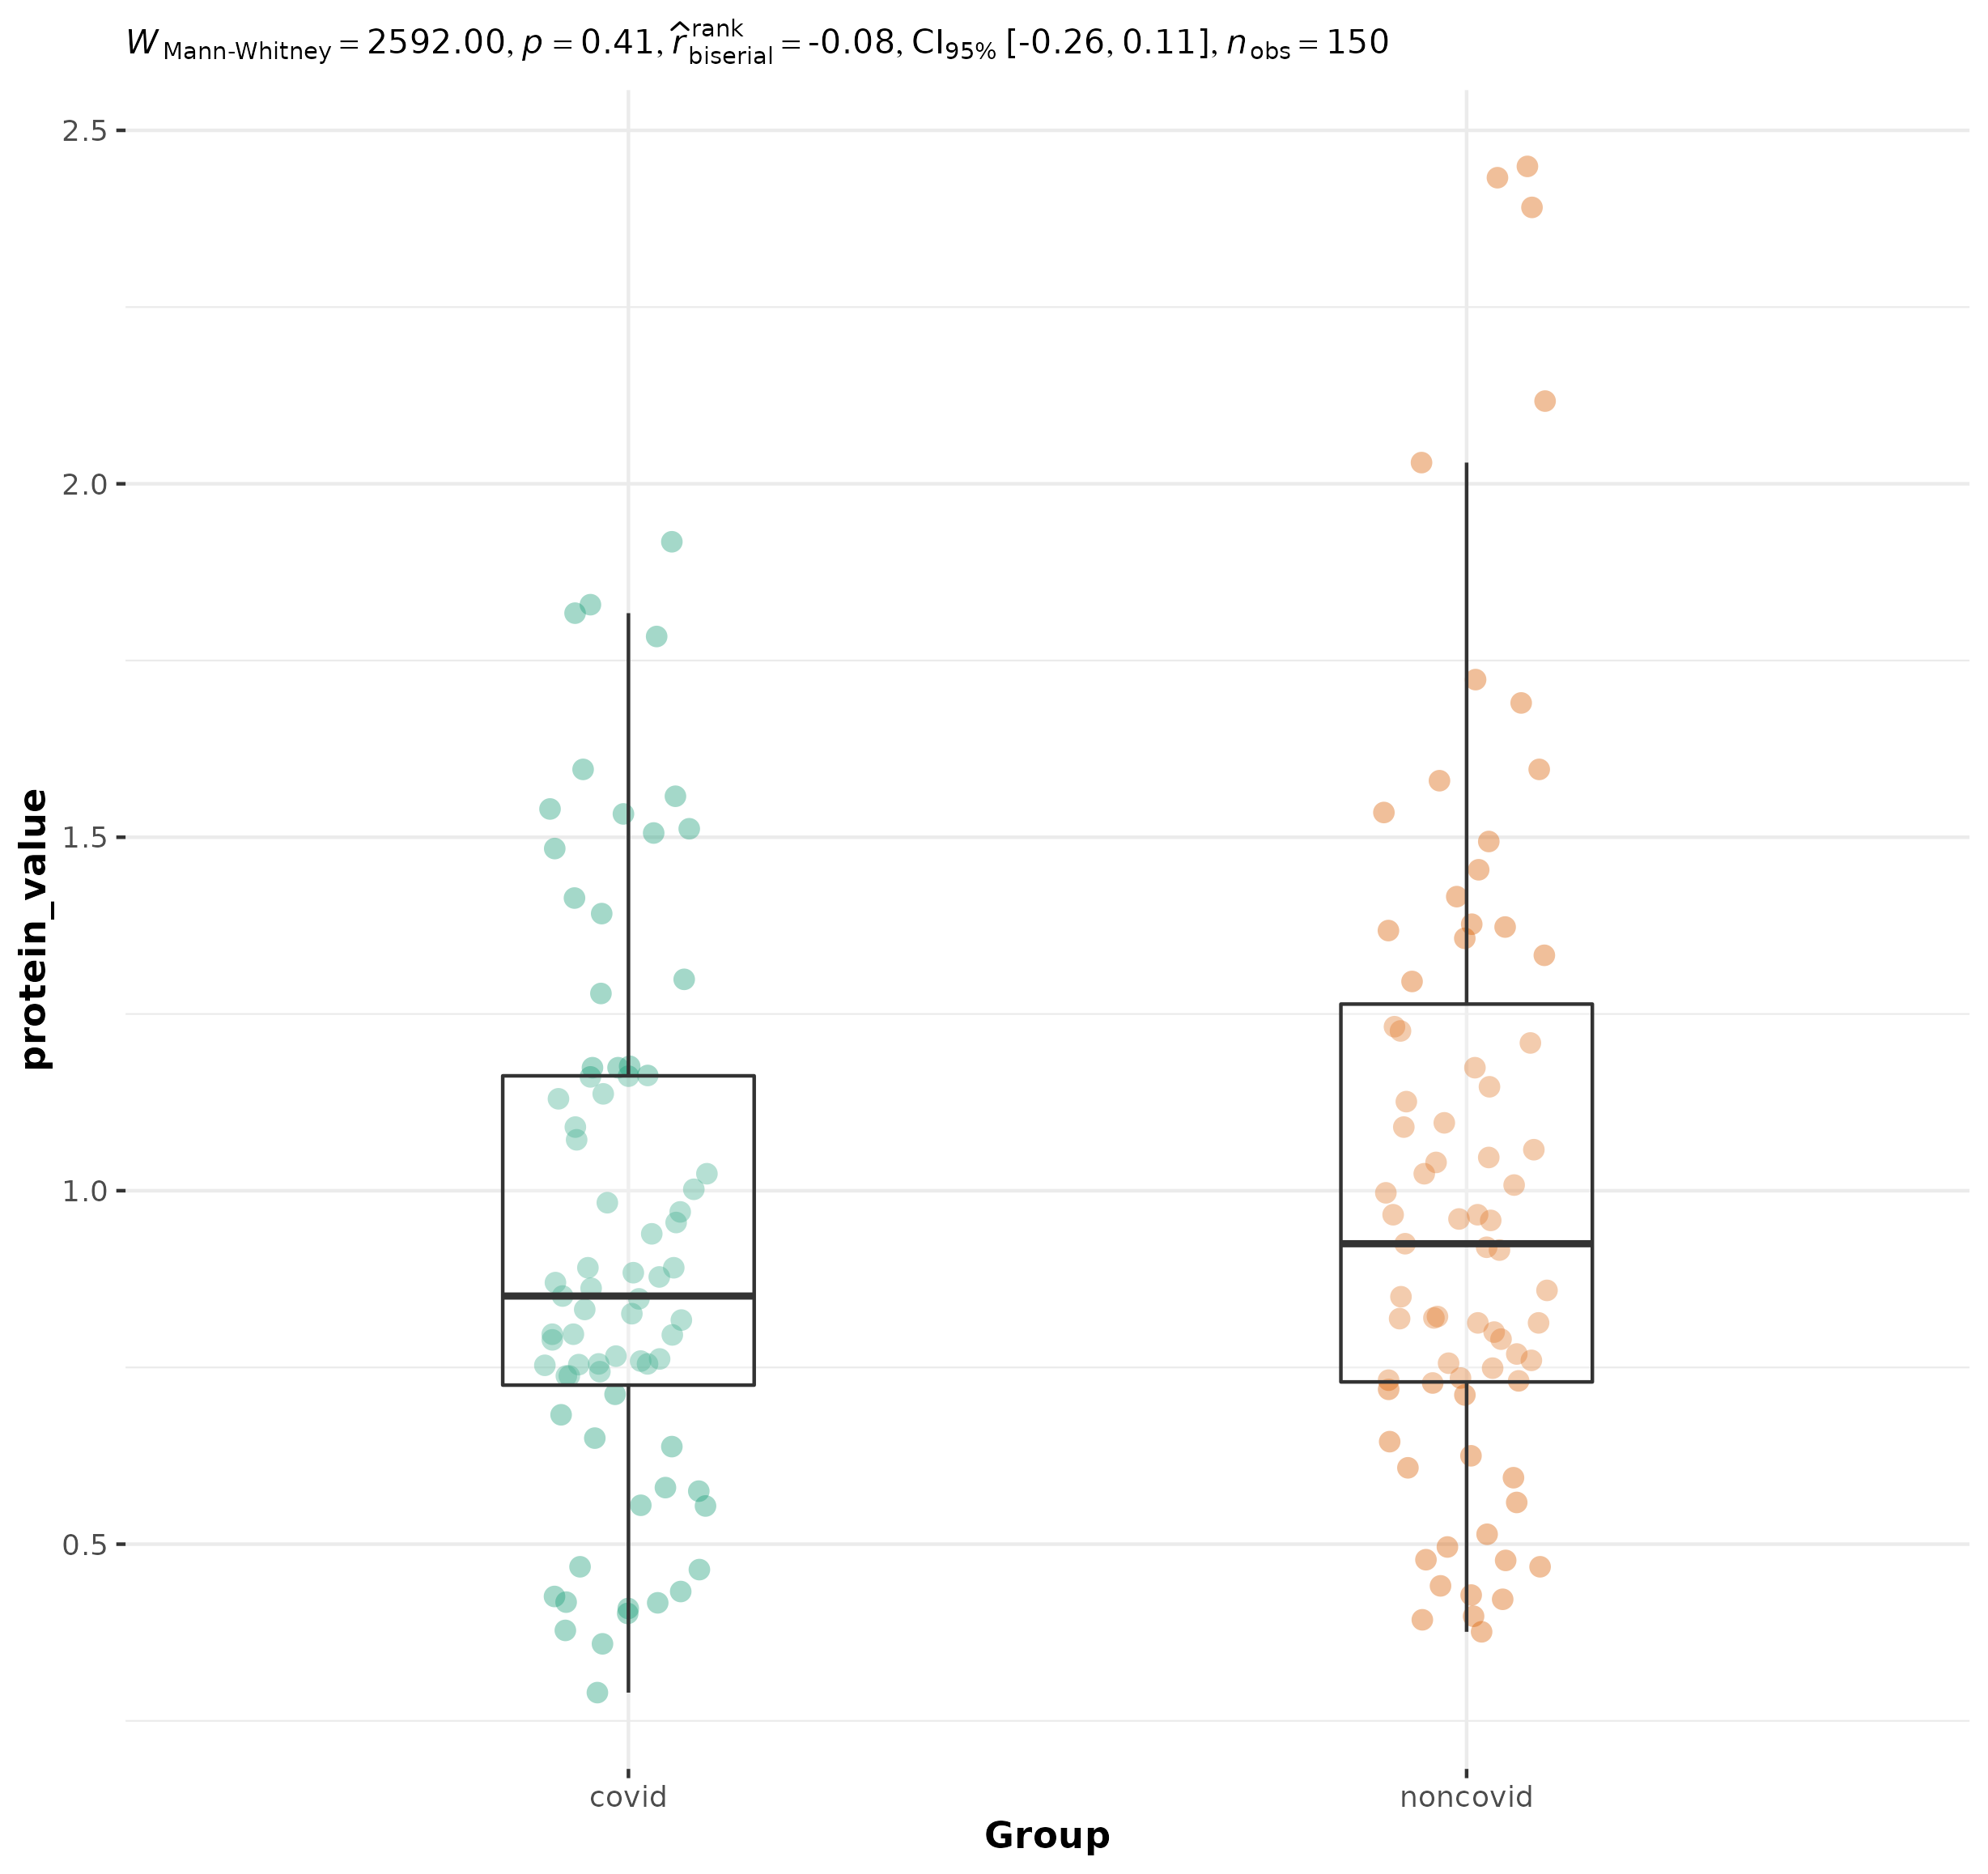 W Mann-Whitney = 2592.00, p = 0.41, r̂ rank biserial = -0.08, CI95% [-0.26, 0.11], nobs = 150
2.5
2.0
1.5
1.0
0.5
protein_value
covid noncovid
Group